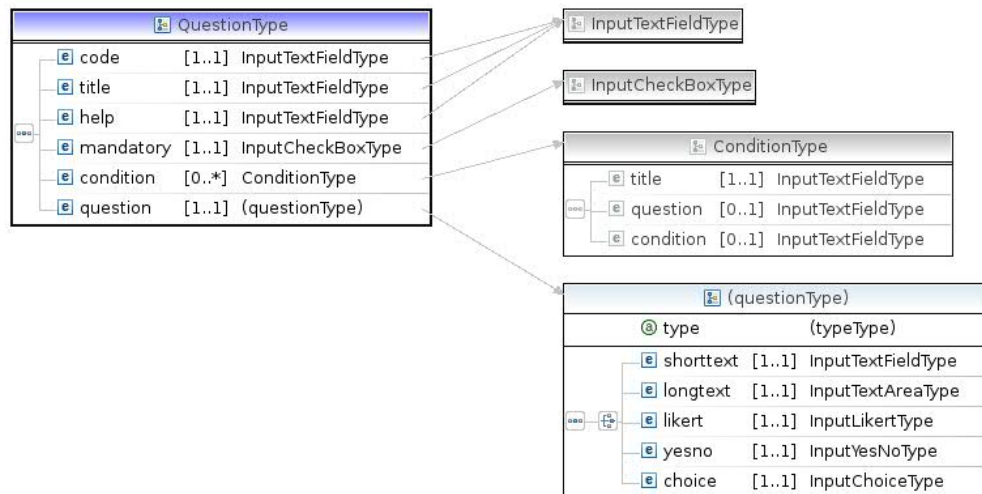 QuestionType
e code [1..1] InputTextFieldType
e title [1..1] InputTextFieldType
e help [1..1] InputTextFieldType
e mandatory [1..1] InputCheckBoxType
e condition [0..*] ConditionType
e question [1..1] (questionType)
InputTextFieldType
InputCheckBoxType
ConditionType
e title [1..1] InputTextFieldType
e question [0..1] InputTextFieldType
e condition [0..1] InputTextFieldType
(questionType)
a type (typeType)
e shorttext [1..1] InputTextFieldType
e longtext [1..1] InputTextAreaType
e likert [1..1] InputLikertType
e yesno [1..1] InputYesNoType
e choice [1..1] InputChoiceType